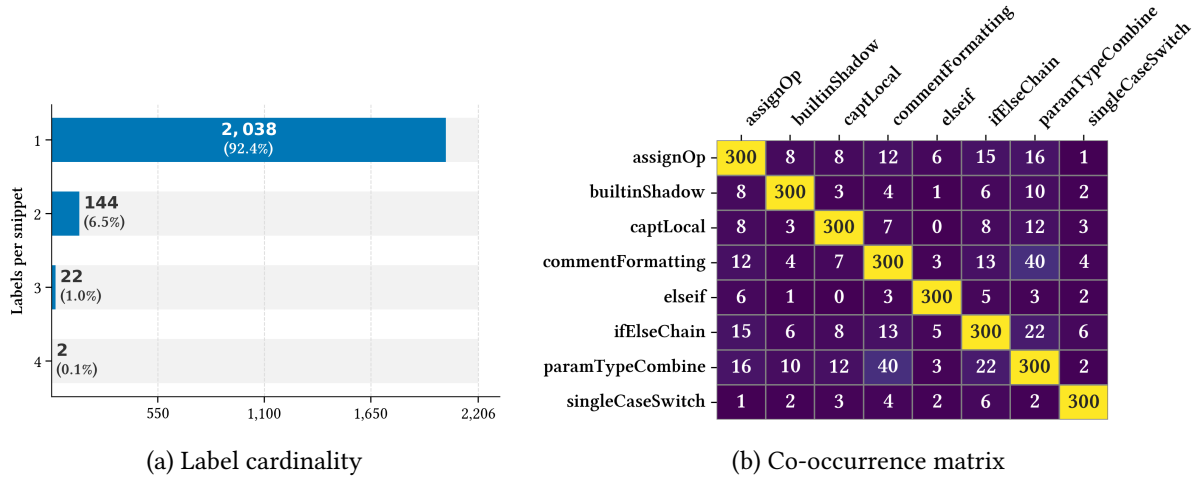 Labels per snippet
1
2,038
(92.4%)
2
144
(6.5%)
3
22
(1.0%)
4
2
(0.1%)
550 1,100 1,650 2,206
(a) Label cardinality
assignOp builtinShadow captLocal commentFormatting elseif ifElseChain paramTypeCombine singleCaseSwitch
assignOp 300 8 8 12 6 15 16 1
builtinShadow 8 300 3 4 1 6 10 2
captLocal 8 3 300 7 0 8 12 3
commentFormatting 12 4 7 300 3 13 40 4
elseif 6 1 0 3 300 5 3 2
ifElseChain 15 6 8 13 5 300 22 6
paramTypeCombine 16 10 12 40 3 22 300 2
singleCaseSwitch 1 2 3 4 2 6 2 300
(b) Co-occurrence matrix